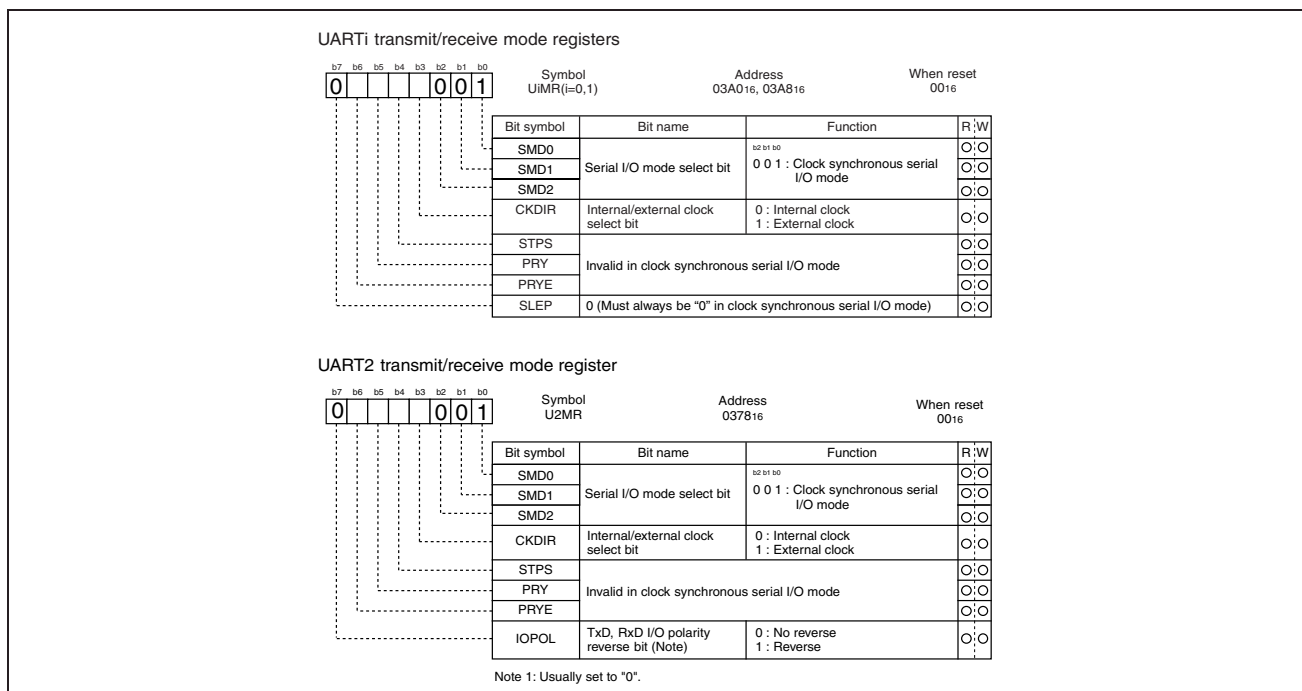 UARTi transmit/receive mode registers
b7 b6 b5 b4 b3 b2 b1 b0
0 0 0 1
Symbol Address When reset
UiMR(i=0,1) 03A016, 03A816 0016
Bit symbol Bit name Function R W
SMD0
SMD1
SMD2
Serial I/O mode select bit
b2 b1 b0
0 0 1 : Clock synchronous serial
I/O mode
CKDIR
Internal/external clock
select bit
0 : Internal clock
1 : External clock
STPS
PRY
PRYE
Invalid in clock synchronous serial I/O mode
SLEP
0 (Must always be “0” in clock synchronous serial I/O mode)
UART2 transmit/receive mode register
b7 b6 b5 b4 b3 b2 b1 b0
0 0 0 1
Symbol Address When reset
U2MR 037816 0016
Bit symbol Bit name Function R W
SMD0
SMD1
SMD2
Serial I/O mode select bit
b2 b1 b0
0 0 1 : Clock synchronous serial
I/O mode
CKDIR
Internal/external clock
select bit
0 : Internal clock
1 : External clock
STPS
PRY
PRYE
Invalid in clock synchronous serial I/O mode
IOPOL
TxD, RxD I/O polarity
reverse bit (Note)
0 : No reverse
1 : Reverse
Note 1: Usually set to "0".